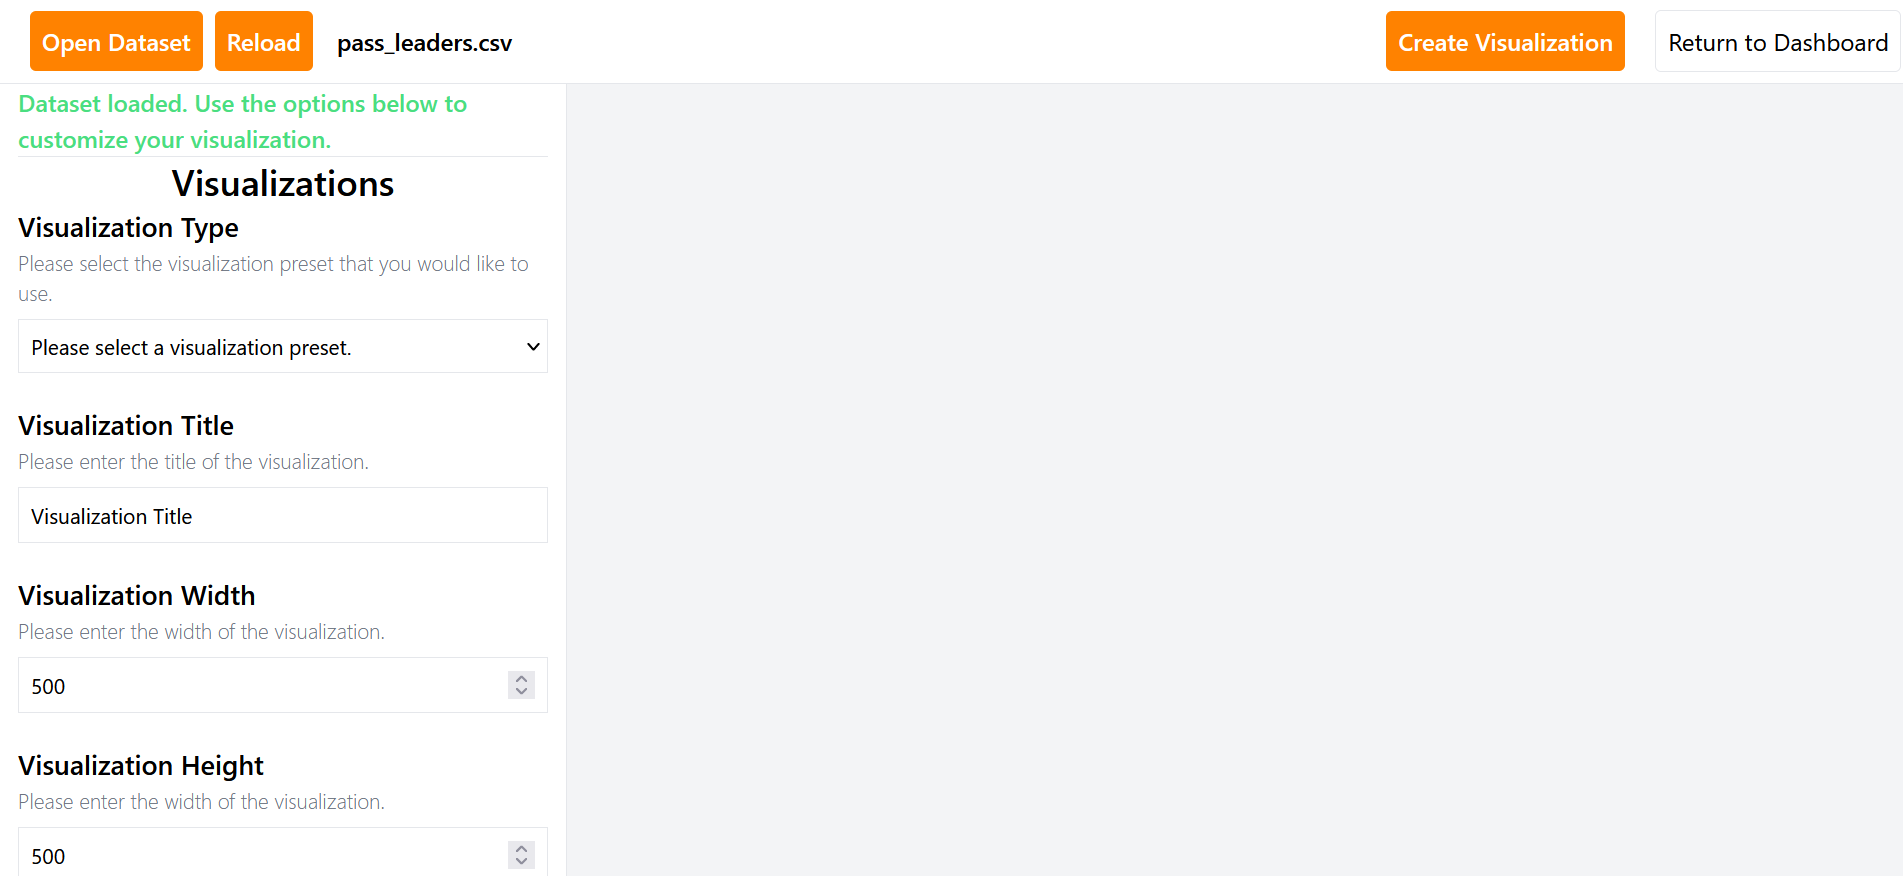 Open Dataset Reload pass_leaders.csv Create Visualization Return to Dashboard
Dataset loaded. Use the options below to
customize your visualization.
Visualizations
Visualization Type
Please select the visualization preset that you would like to
use.
Please select a visualization preset.
Visualization Title
Please enter the title of the visualization.
Visualization Title
Visualization Width
Please enter the width of the visualization.
500
Visualization Height
Please enter the width of the visualization.
500